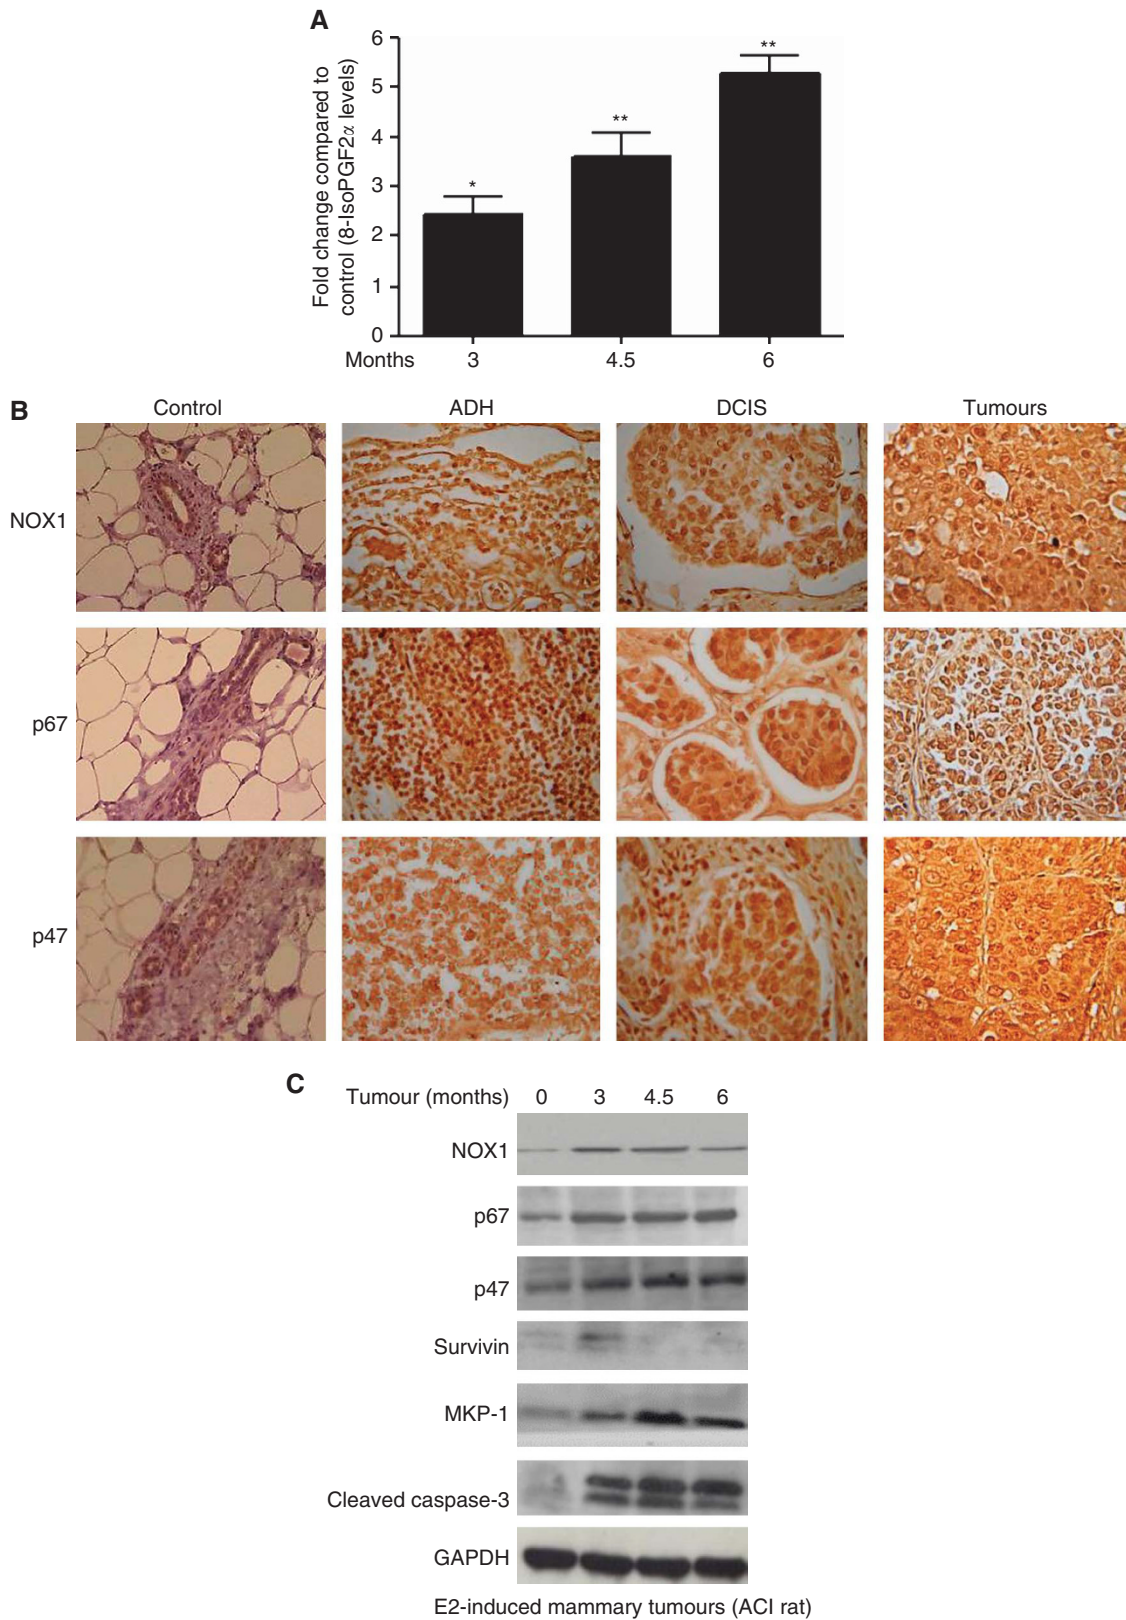 A
Fold change compared to
control (8-IsoPGF2α levels)
6
5
4
3
2
1
0
*
**
**
Months 3 4.5 6
B
Control ADH DCIS Tumours
NOX1
p67
p47
C
Tumour (months) 0 3 4.5 6
NOX1
p67
p47
Survivin
MKP-1
Cleaved caspase-3
GAPDH
E2-induced mammary tumours (ACI rat)